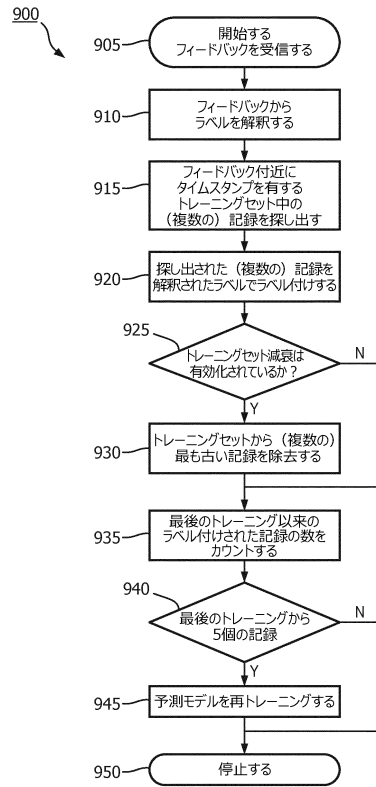 900
905
開始する
フィードバックを受信する
910
フィードバックから
ラベルを解釈する
915
フィードバック付近に
タイムスタンプを有する
トレーニングセット中の
(複数の)記録を探し出す
920
探し出された(複数の)記録を
解釈されたラベルでラベル付けする
925
トレーニングセット減衰は
有効化されているか?
N
Y
930
トレーニングセットから(複数の)
最も古い記録を除去する
935
最後のトレーニング以来の
ラベル付けされた記録の数を
カウントする
940
最後のトレーニングから
5個の記録
N
Y
945
予測モデルを再トレーニングする
950
停止する